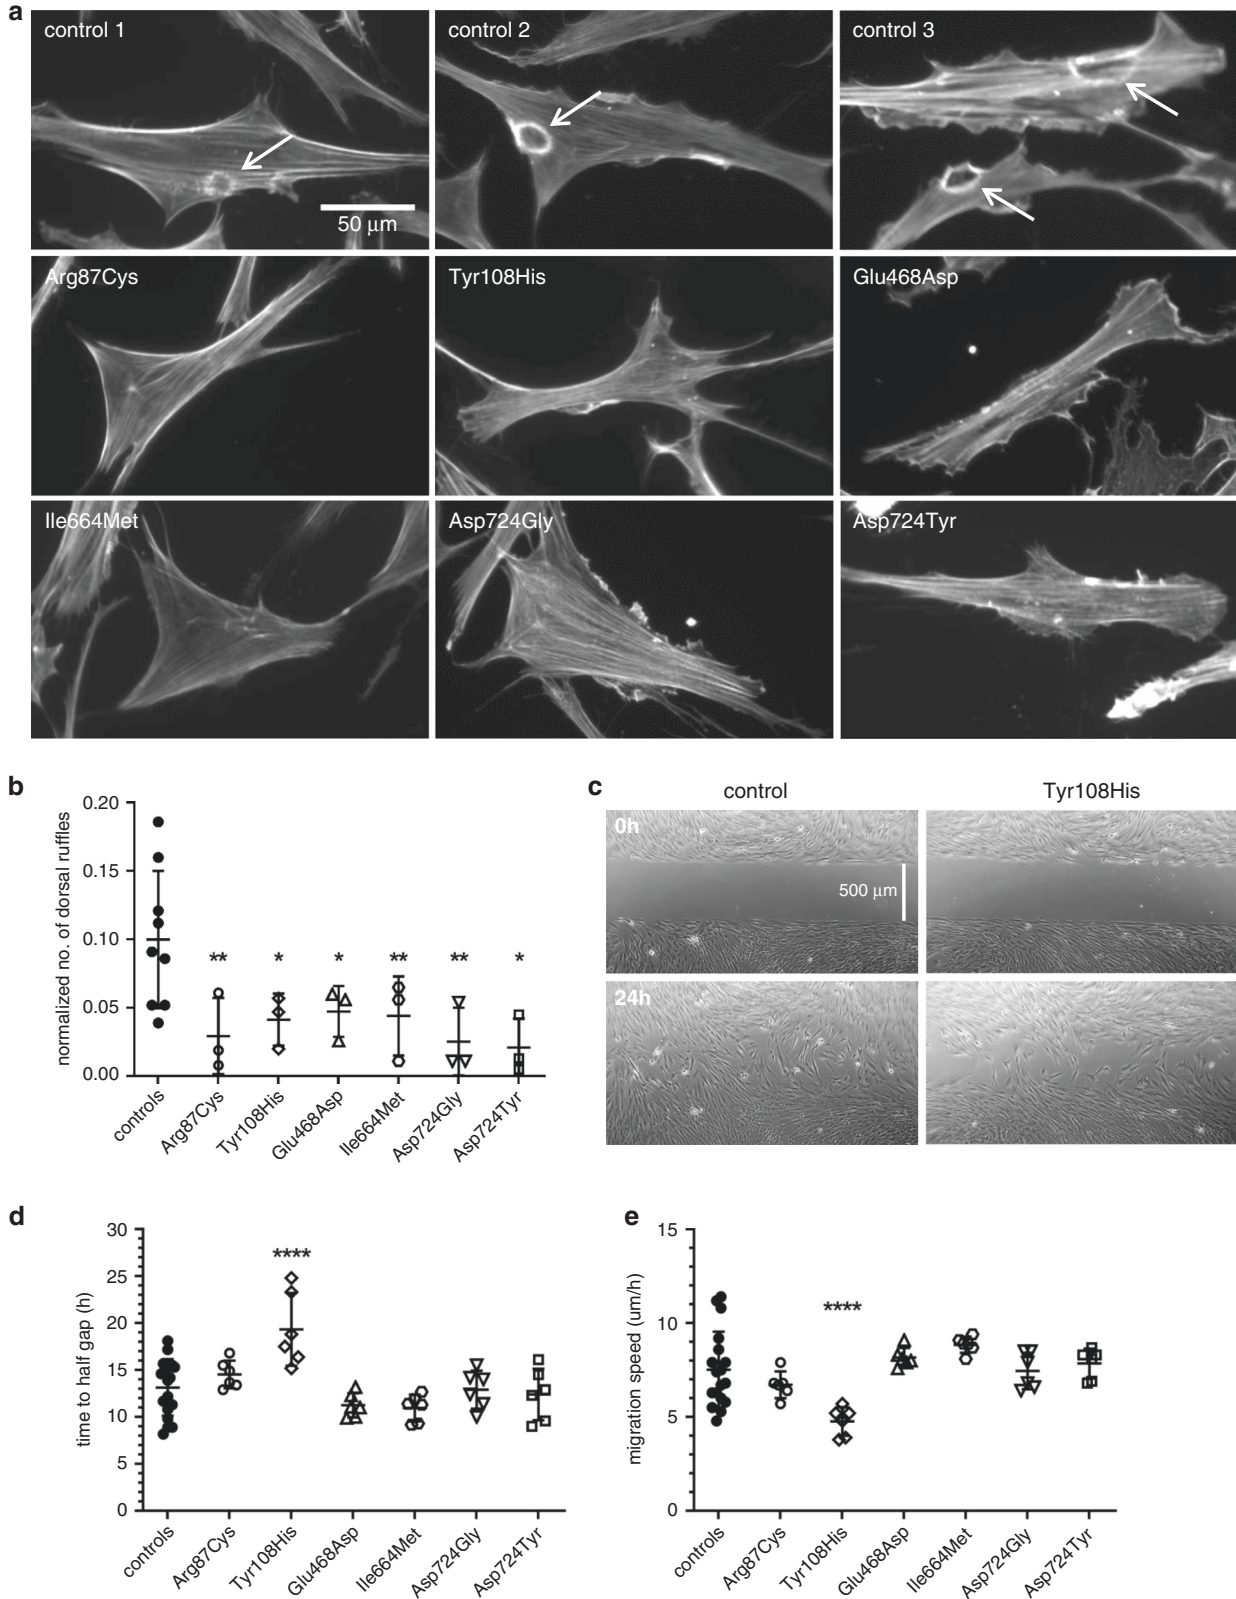 a
control 1
control 2
control 3
50 μm
Arg87Cys
Tyr108His
Glu468Asp
Ile664Met
Asp724Gly
Asp724Tyr
b
normalized no. of dorsal ruffles
0.20
0.15
0.10
0.05
0.00
** * * ** ** *
controls
Arg87Cys
Tyr108His
Glu468Asp
Ile664Met
Asp724Gly
Asp724Tyr
c
control
Tyr108His
0h
500 μm
24h
d
time to half gap (h)
30
25
20
15
10
5
0
****
controls
Arg87Cys
Tyr108His
Glu468Asp
Ile664Met
Asp724Gly
Asp724Tyr
e
migration speed (um/h)
15
10
5
0
****
controls
Arg87Cys
Tyr108His
Glu468Asp
Ile664Met
Asp724Gly
Asp724Tyr